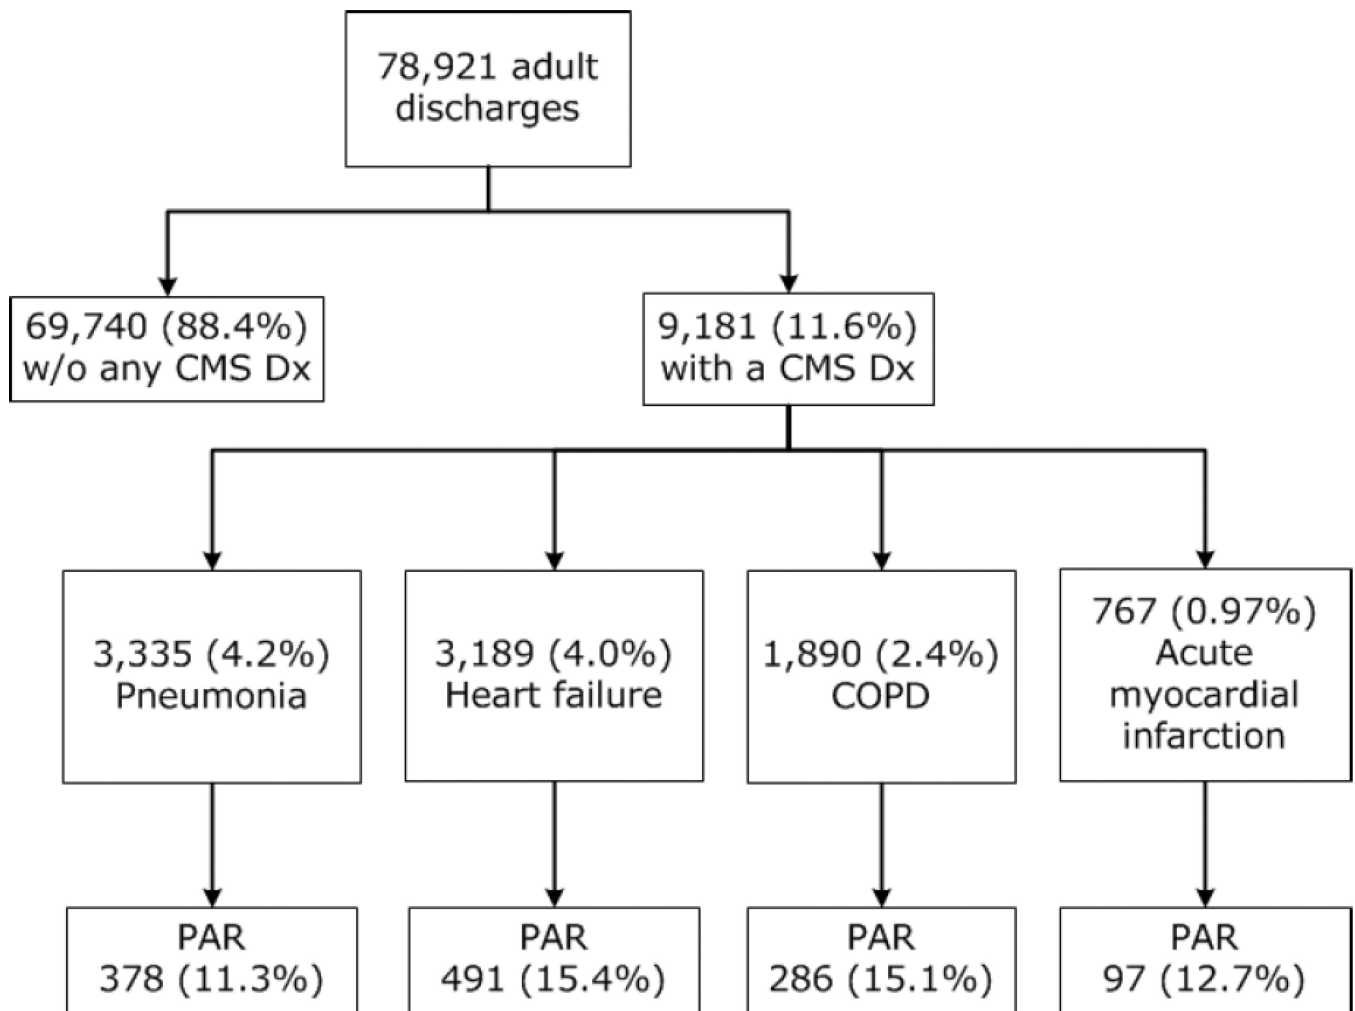 78,921 adult
discharges
69,740 (88.4%)
w/o any CMS Dx
9,181 (11.6%)
with a CMS Dx
3,335 (4.2%)
Pneumonia
3,189 (4.0%)
Heart failure
1,890 (2.4%)
COPD
767 (0.97%)
Acute
myocardial
infarction
PAR
378 (11.3%)
PAR
491 (15.4%)
PAR
286 (15.1%)
PAR
97 (12.7%)